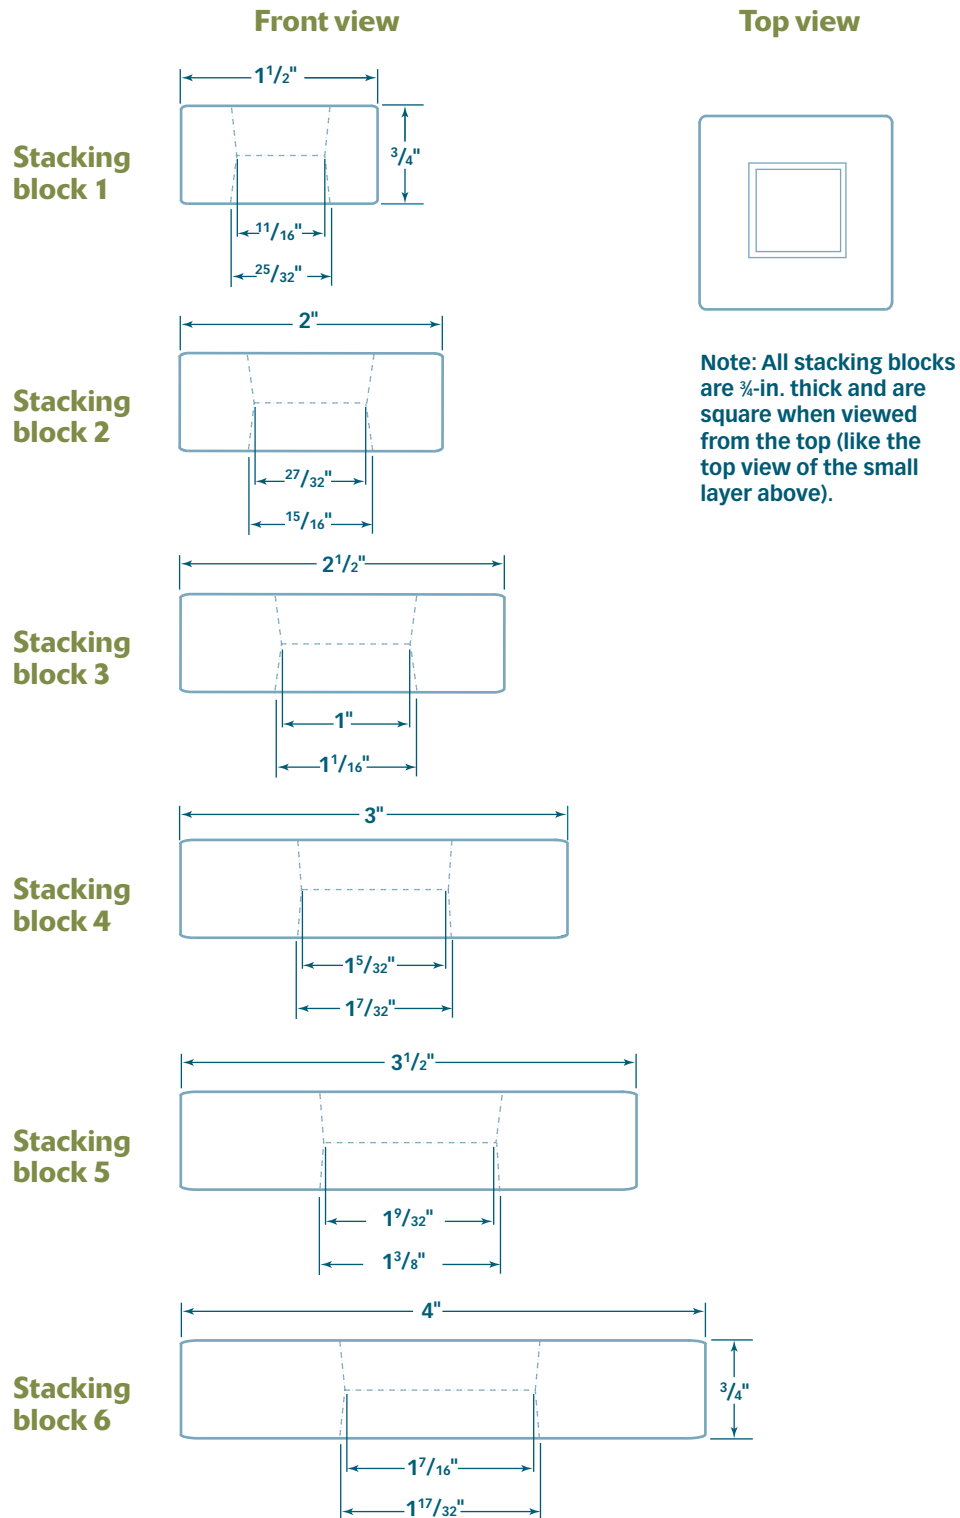 Front view
Top view
1 1/2"
Stacking
block 1
3/4"
11/16"
25/32"
2"
Note: All stacking blocks
are 3/4-in. thick and are
square when viewed
from the top (like the
top view of the small
layer above).
Stacking
block 2
27/32"
15/16"
2 1/2"
Stacking
block 3
1"
1 1/16"
3"
Stacking
block 4
1 5/32"
1 7/32"
3 1/2"
Stacking
block 5
1 9/32"
1 3/8"
4"
Stacking
block 6
3/4"
1 7/16"
1 17/32"